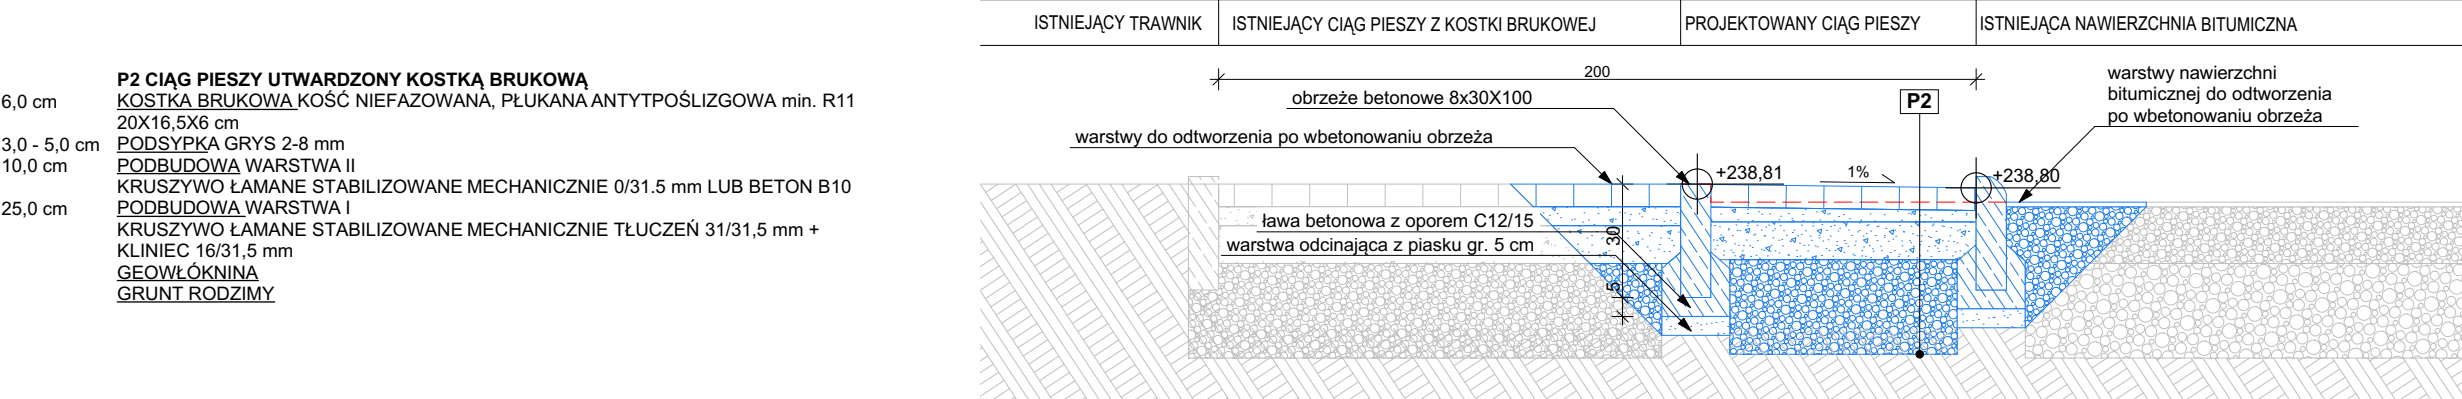 P2 CIĄG PIESZY UTWARDZONY KOSTKĄ BRUKOWĄ
6,0 cm KOSTKA BRUKOWA KOŚĆ NIEFAZOWANA, PŁUKANA ANTYTPOŚLIZGOWA min. R11
20X16,5X6 cm
3,0 - 5,0 cm PODSYPKA GRYS 2-8 mm
10,0 cm PODBUDOWA WARSTWA II
KRUSZYWO ŁAMANE STABILIZOWANE MECHANICZNIE 0/31.5 mm LUB BETON B10
25,0 cm PODBUDOWA WARSTWA I
KRUSZYWO ŁAMANE STABILIZOWANE MECHANICZNIE TŁUCZEŃ 31/31,5 mm +
KLINIEC 16/31,5 mm
GEOWŁÓKNINA
GRUNT RODZIMY
ISTNIEJĄCY TRAWNIK
ISTNIEJĄCY CIĄG PIESZY Z KOSTKI BRUKOWEJ
PROJEKTOWANY CIĄG PIESZY
ISTNIEJĄCA NAWIERZCHNIA BITUMICZNA
200
obrzeże betonowe 8x30X100
warstwy do odtworzenia po wbetonowaniu obrzeża
P2
warstwy nawierzchni
bitumicznej do odtworzenia
po wbetonowaniu obrzeża
+238,81
1%
+238,80
ława betonowa z oporem C12/15
warstwa odcinająca z piasku gr. 5 cm
30
5